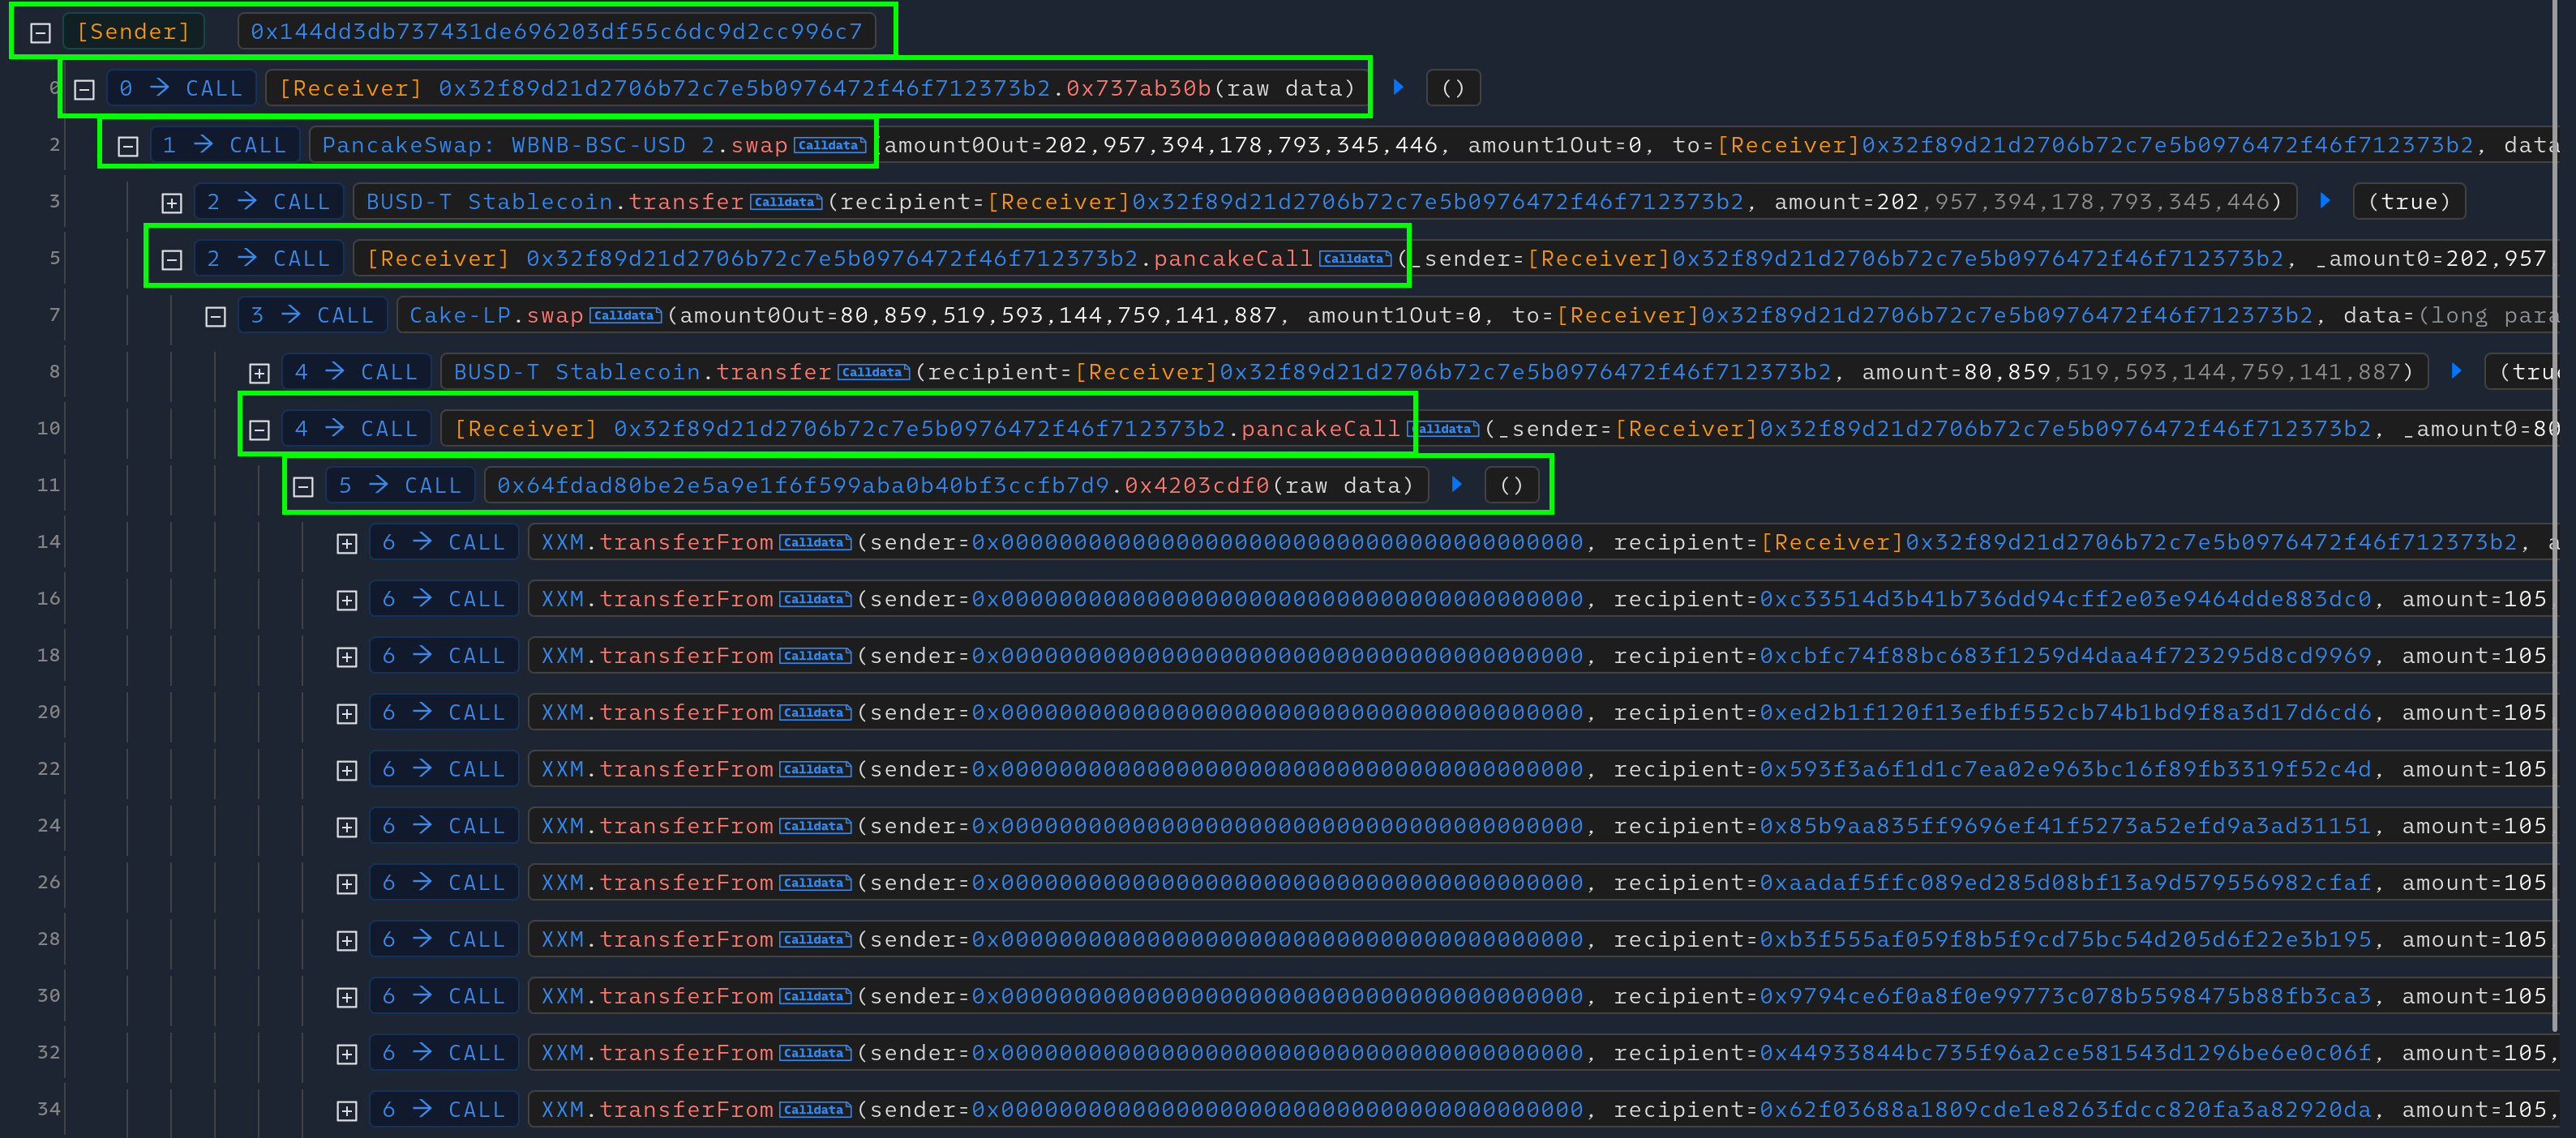 [Sender] 0x144dd3db737431de696203df55c6dc9d2cc996c7
0 0 → CALL [Receiver] 0x32f89d21d2706b72c7e5b0976472f46f712373b2.0x737ab30b(raw data) ()
2 1 → CALL PancakeSwap: WBNB-BSC-USD 2.swap Calldata amount0Out=202,957,394,178,793,345,446, amount1Out=0, to=[Receiver]0x32f89d21d2706b72c7e5b0976472f46f712373b2, data
3 2 → CALL BUSD-T Stablecoin.transfer Calldata (recipient=[Receiver]0x32f89d21d2706b72c7e5b0976472f46f712373b2, amount=202,957,394,178,793,345,446) (true)
5 2 → CALL [Receiver] 0x32f89d21d2706b72c7e5b0976472f46f712373b2.pancakeCall Calldata (_sender=[Receiver]0x32f89d21d2706b72c7e5b0976472f46f712373b2, _amount0=202,957
7 3 → CALL Cake-LP.swap Calldata (amount0Out=80,859,519,593,144,759,141,887, amount1Out=0, to=[Receiver]0x32f89d21d2706b72c7e5b0976472f46f712373b2, data=(long para
8 4 → CALL BUSD-T Stablecoin.transfer Calldata (recipient=[Receiver]0x32f89d21d2706b72c7e5b0976472f46f712373b2, amount=80,859,519,593,144,759,141,887) (true
10 4 → CALL [Receiver] 0x32f89d21d2706b72c7e5b0976472f46f712373b2.pancakeCall Calldata (_sender=[Receiver]0x32f89d21d2706b72c7e5b0976472f46f712373b2, _amount0=80
11 5 → CALL 0x64fdad80be2e5a9e1f6f599aba0b40bf3ccfb7d9.0x4203cdf0(raw data) ()
14 6 → CALL XXM.transferFrom Calldata (sender=0x0000000000000000000000000000000000000000, recipient=[Receiver]0x32f89d21d2706b72c7e5b0976472f46f712373b2, a
16 6 → CALL XXM.transferFrom Calldata (sender=0x0000000000000000000000000000000000000000, recipient=0xc33514d3b41b736dd94cff2e03e9464dde883dc0, amount=105
18 6 → CALL XXM.transferFrom Calldata (sender=0x0000000000000000000000000000000000000000, recipient=0xcbfc74f88bc683f1259d4daa4f723295d8cd9969, amount=105
20 6 → CALL XXM.transferFrom Calldata (sender=0x0000000000000000000000000000000000000000, recipient=0xed2b1f120f13efbf552cb74b1bd9f8a3d17d6cd6, amount=105
22 6 → CALL XXM.transferFrom Calldata (sender=0x0000000000000000000000000000000000000000, recipient=0x593f3a6f1d1c7ea02e963bc16f89fb3319f52c4d, amount=105
24 6 → CALL XXM.transferFrom Calldata (sender=0x0000000000000000000000000000000000000000, recipient=0x85b9aa835ff9696ef41f5273a52efd9a3ad31151, amount=105
26 6 → CALL XXM.transferFrom Calldata (sender=0x0000000000000000000000000000000000000000, recipient=0xaadaf5ffc089ed285d08bf13a9d579556982cfaf, amount=105
28 6 → CALL XXM.transferFrom Calldata (sender=0x0000000000000000000000000000000000000000, recipient=0xb3f555af059f8b5f9cd75bc54d205d6f22e3b195, amount=105
30 6 → CALL XXM.transferFrom Calldata (sender=0x0000000000000000000000000000000000000000, recipient=0x9794ce6f0a8f0e99773c078b5598475b88fb3ca3, amount=105
32 6 → CALL XXM.transferFrom Calldata (sender=0x0000000000000000000000000000000000000000, recipient=0x44933844bc735f96a2ce581543d1296be6e0c06f, amount=105,
34 6 → CALL XXM.transferFrom Calldata (sender=0x0000000000000000000000000000000000000000, recipient=0x62f03688a1809cde1e8263fdcc820fa3a82920da, amount=105,